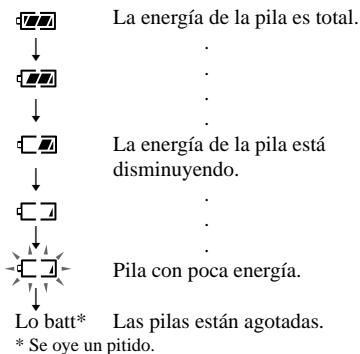 La energía de la pila es total.
.
.
.
.
La energía de la pila está
disminuyendo.
.
.
.
Pila con poca energía.
Lo batt* Las pilas están agotadas.
* Se oye un pitido.